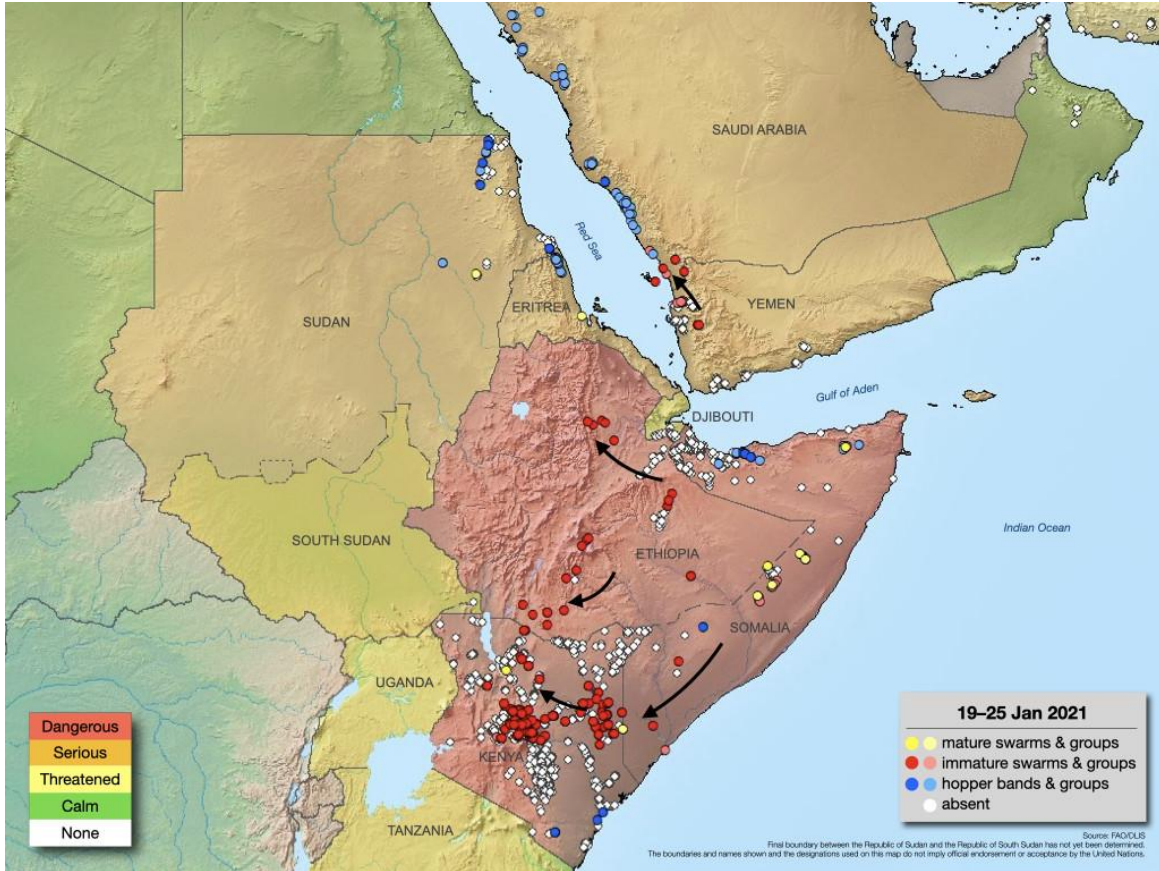 SAUDI ARABIA
Red Sea
YEMEN
ERITREA
SUDAN
Gulf of Aden
DJIBOUTI
Indian Ocean
SOUTH SUDAN
ETHIOPIA
SOMALIA
UGANDA
KENYA
TANZANIA
Dangerous
Serious
Threatened
Calm
None
19–25 Jan 2021
mature swarms & groups
immature swarms & groups
hopper bands & groups
absent
Source: FAO/DLIS
Final boundary between the Republic of Sudan and the Republic of South Sudan has not yet been determined.
The boundaries and names shown and the designations used on this map do not imply official endorsement or acceptance by the United Nations.